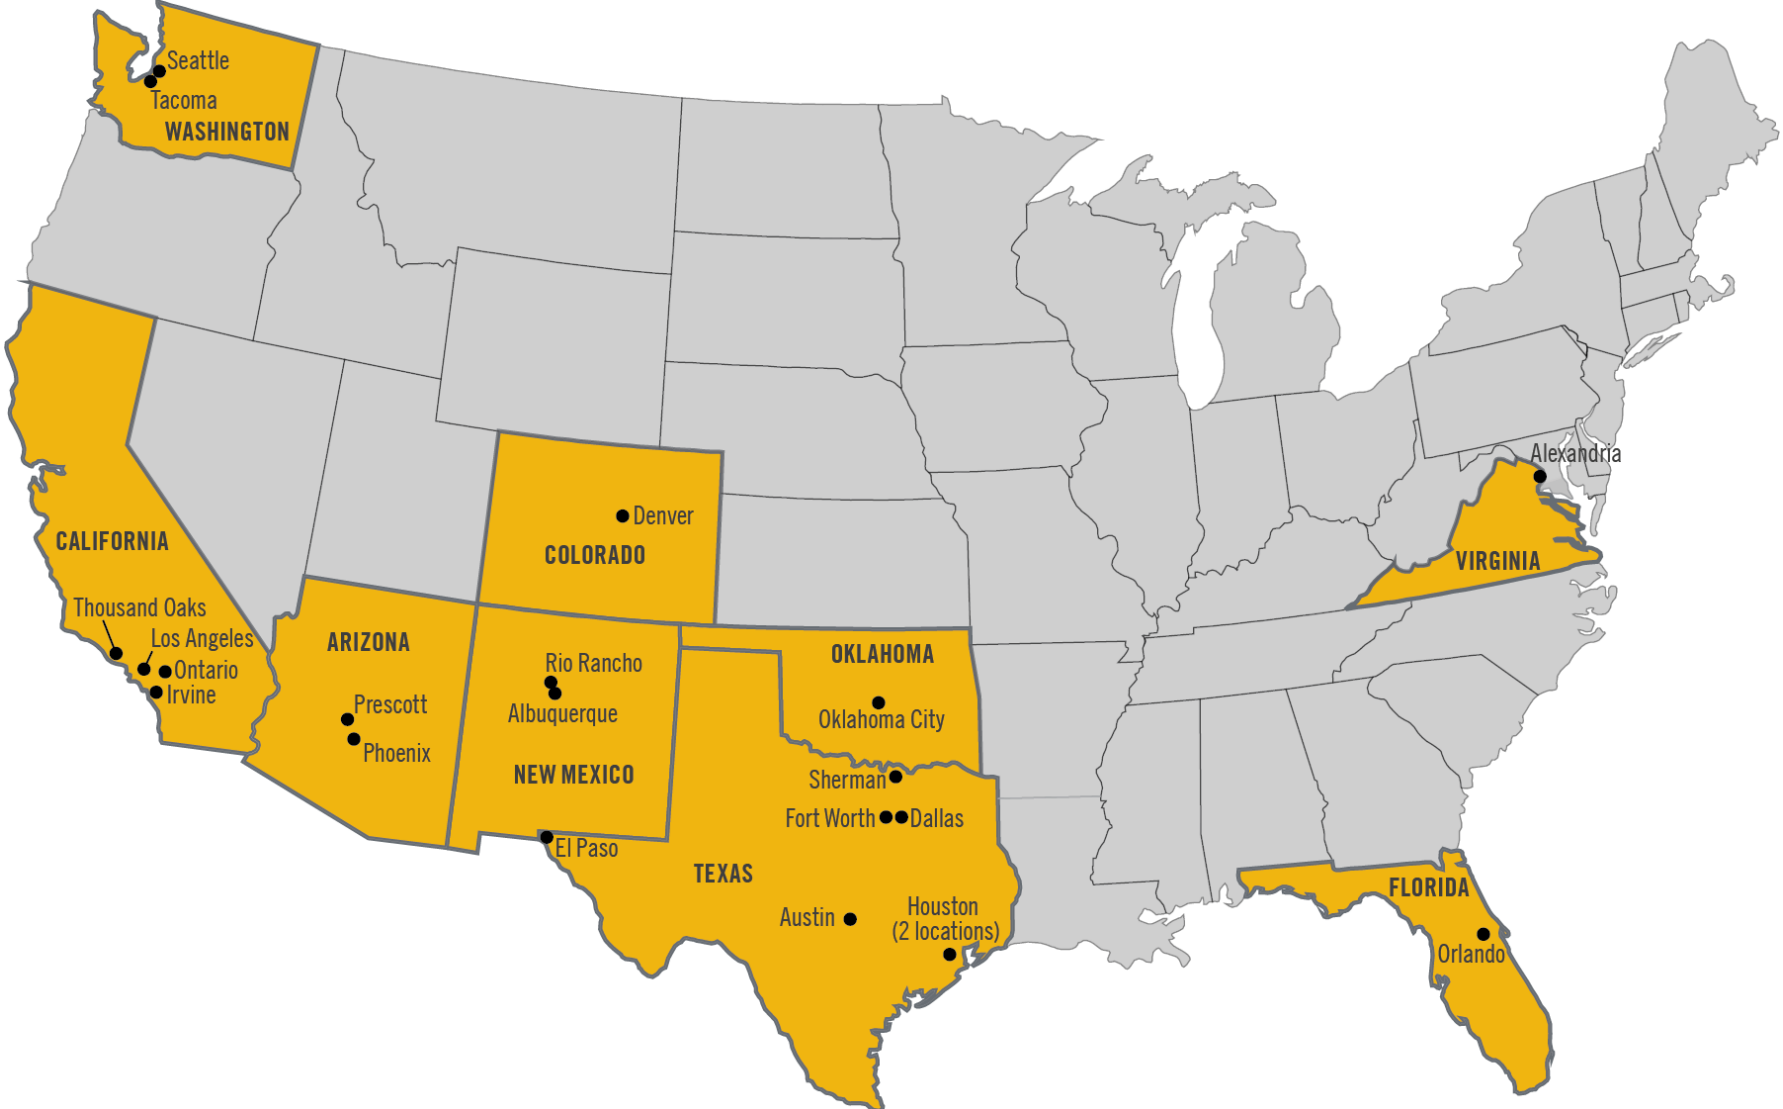 Seattle
Tacoma
WASHINGTON
Alexandria
Denver
CALIFORNIA
COLORADO
VIRGINIA
Thousand Oaks
Los Angeles
ARIZONA
OKLAHOMA
Rio Rancho
Ontario
Irvine
Prescott
Albuquerque
Oklahoma City
Phoenix
NEW MEXICO
Sherman
Fort Worth
Dallas
El Paso
TEXAS
FLORIDA
Austin
Houston
(2 locations)
Orlando